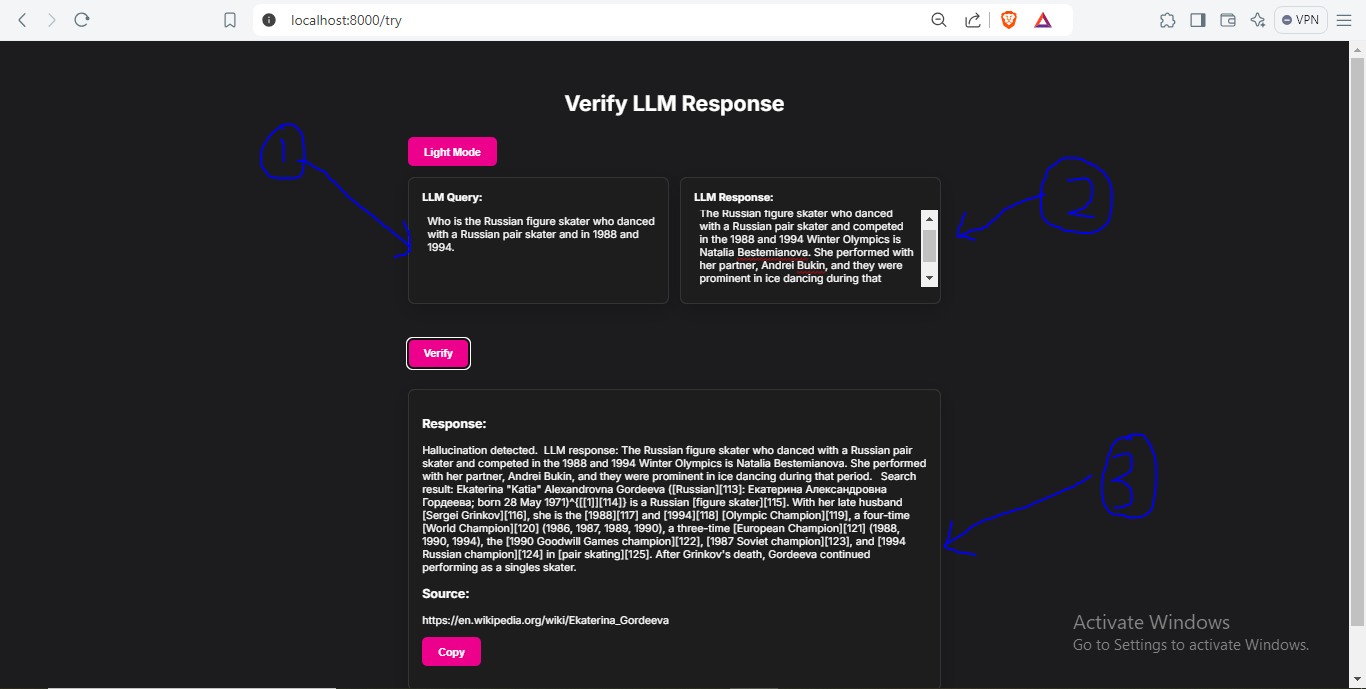 localhost:8000/try
VPN
Verify LLM Response
1
Light Mode
2
LLM Query:
Who is the Russian figure skater who danced
with a Russian pair skater and in 1988 and
1994.
LLM Response:
The Russian figure skater who danced
with a Russian pair skater and competed
in the 1988 and 1994 Winter Olympics is
Natalia Bestemianova. She performed with
her partner, Andrei Bukin, and they were
prominent in ice dancing during that
Verify
Response:
Hallucination detected. LLM response: The Russian figure skater who danced with a Russian pair
skater and competed in the 1988 and 1994 Winter Olympics is Natalia Bestemianova. She performed
with her partner, Andrei Bukin, and they were prominent in ice dancing during that period. Search
result: Ekaterina "Katia" Alexandrovna Gordeeva ([Russian][113]: Екатерина Александровна
Гордеева; born 28 May 1971)^{[[1]][114]} is a Russian [figure skater][115]. With her late husband
[Sergei Grinkov][116], she is the [1988][117] and [1994][118] [Olympic Champion][119], a four-time
[World Champion][120] (1986, 1987, 1989, 1990), a three-time [European Champion][121] (1988,
1990, 1994), the [1990 Goodwill Games champion][122], [1987 Soviet champion][123], and [1994
Russian champion][124] in [pair skating][125]. After Grinkov's death, Gordeeva continued
performing as a singles skater.
3
Source:
https://en.wikipedia.org/wiki/Ekaterina_Gordeeva
Copy
Activate Windows
Go to Settings to activate Windows.